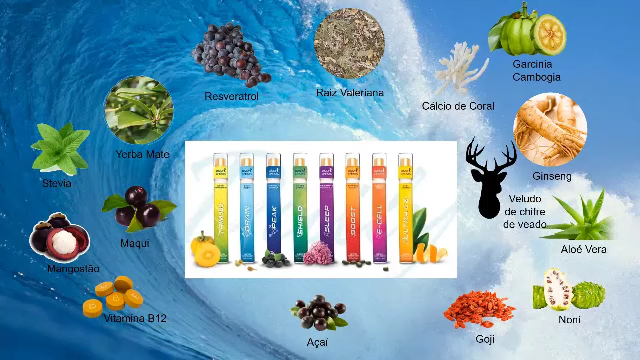 Resveratrol
Raiz Valeriana
Garcinia
Cambogia
Cálcio de Coral
Yerba Mate
Ginseng
Stevia
Veludo
de chifre
de veado
Maqui
Aloé Vera
Mangostão
PEAK
SHIELD
SLEEP
BOOST
Vitamina B12
Açaí
Goji
Noni